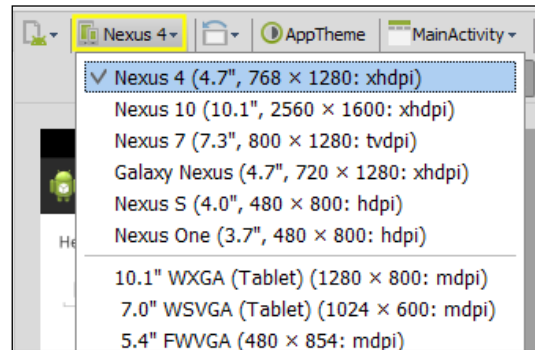 Nexus 4 AppTheme MainActivity
Nexus 4 (4.7", 768 × 1280: xhdpi)
Nexus 10 (10.1", 2560 × 1600: xhdpi)
Nexus 7 (7.3", 800 × 1280: tvdpi)
Galaxy Nexus (4.7", 720 × 1280: xhdpi)
Nexus S (4.0", 480 × 800: hdpi)
Nexus One (3.7", 480 × 800: hdpi)
He
10.1" WXGA (Tablet) (1280 × 800: mdpi)
7.0" WSVGA (Tablet) (1024 × 600: mdpi)
5.4" FWVGA (480 × 854: mdpi)